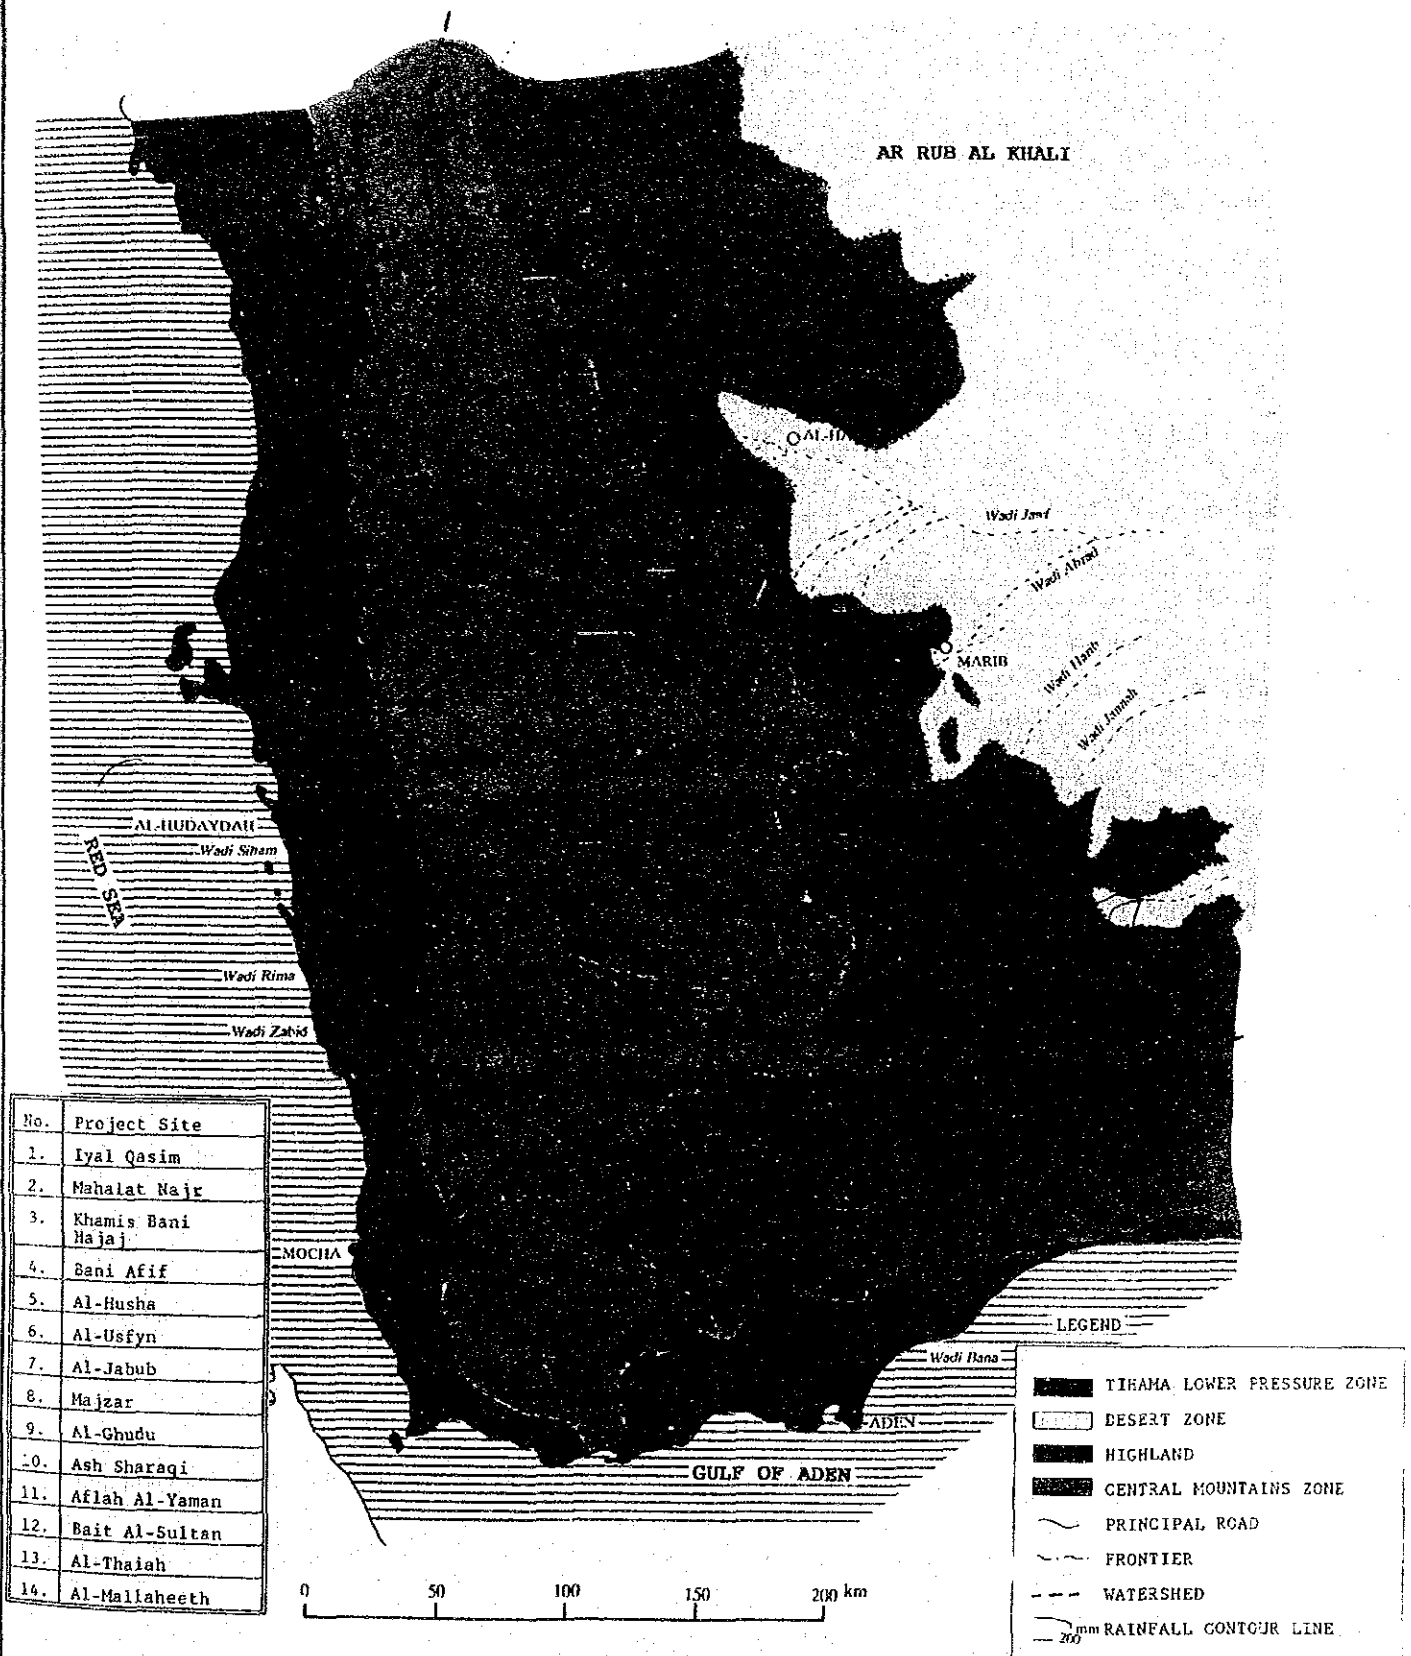 AR RUB AL KHALI
Wadi Jawf
Wadi Abrad
MARIB
Wadi Harib
Wadi Jannah
AL-HUDAYDAH
Wadi Siham
RED SEA
Wadi Rima
Wadi Zabid
No. Project Site
1. Iyal Qasim
2. Mahalat Najr
3. Khamis Bani
Hajaj
4. Bani Afif
5. Al-Husha
6. Al-Usfyn
7. Al-Jabub
8. Majzar
9. Al-Ghudu
10. Ash Sharaqi
11. Aflah Al-Yaman
12. Bait Al-Sultan
13. Al-Thaiah
14. Al-Mallaheeth
MOCHA
Wadi Bana
ADEN
GULF OF ADEN
LEGEND
TIHAMA LOWER PRESSURE ZONE
DESERT ZONE
HIGHLAND
CENTRAL MOUNTAINS ZONE
PRINCIPAL ROAD
FRONTIER
WATERSHED
200 mm RAINFALL CONTOUR LINE
0 50 100 150 200 km